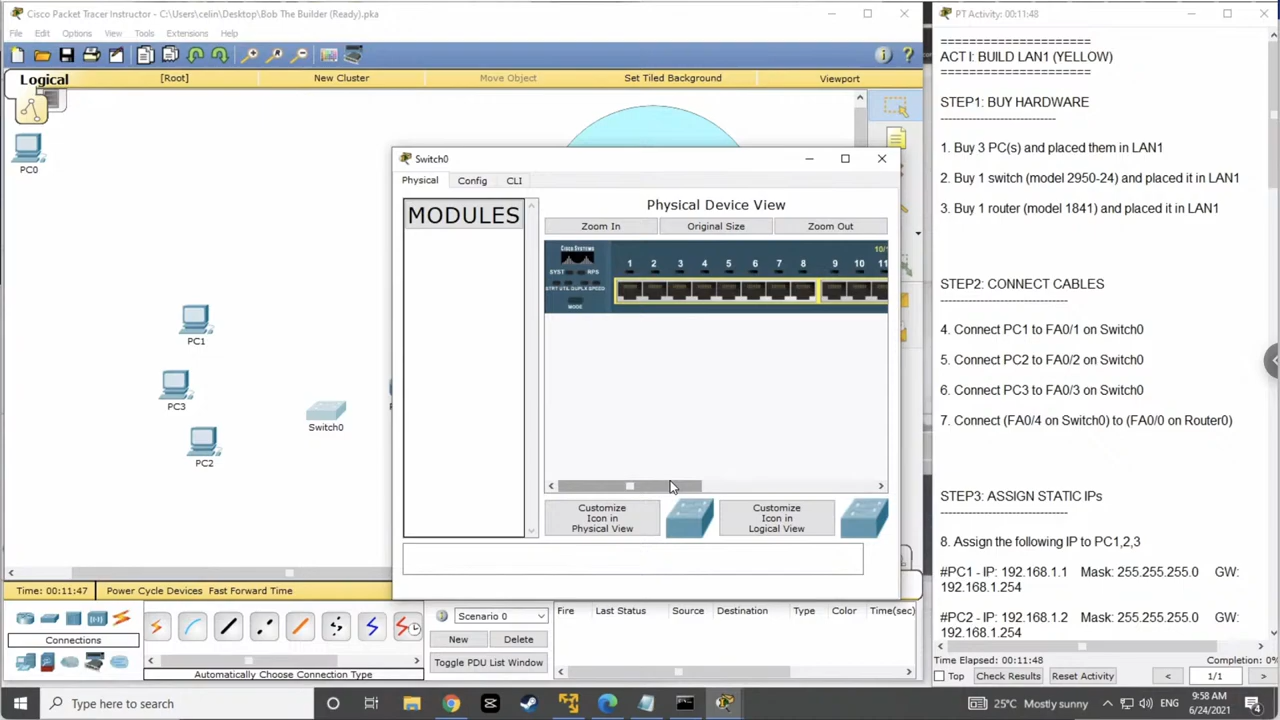 Cisco Packet Tracer Instructor - C:\Users\celin\Desktop\Bob The Builder (Ready).pka
File Edit Options View Tools Extensions Help
Logical [Root] New Cluster Move Object Set Tiled Background Viewport
PC0
PC1
PC3
Switch0
PC2
Switch0
Physical Config CLI
MODULES
Physical Device View
Zoom In Original Size Zoom Out
Cisco Systems
SYST RPS
STRT UTIL DUPLX SPEED
MODE
10/1
1 2 3 4 5 6 7 8 9 10 11
Customize
Icon in
Physical View
Customize
Icon in
Logical View
Time: 00:11:47 Power Cycle Devices Fast Forward Time
Connections
Automatically Choose Connection Type
Scenario 0
New Delete
Toggle PDU List Window
Fire Last Status Source Destination Type Color Time(sec)
PT Activity: 00:11:48
=====================
ACT I: BUILD LAN1 (YELLOW)
=====================
STEP1: BUY HARDWARE
----------------------------
1. Buy 3 PC(s) and placed them in LAN1
2. Buy 1 switch (model 2950-24) and placed it in LAN1
3. Buy 1 router (model 1841) and placed it in LAN1
STEP2: CONNECT CABLES
-------------------------------
4. Connect PC1 to FA0/1 on Switch0
5. Connect PC2 to FA0/2 on Switch0
6. Connect PC3 to FA0/3 on Switch0
7. Connect (FA0/4 on Switch0) to (FA0/0 on Router0)
STEP3: ASSIGN STATIC IPs
-------------------------------
8. Assign the following IP to PC1,2,3
#PC1 - IP: 192.168.1.1 Mask: 255.255.255.0 GW:
192.168.1.254
#PC2 - IP: 192.168.1.2 Mask: 255.255.255.0 GW:
192.168.1.254
Time Elapsed: 00:11:48 Completion: 0%
Top Check Results Reset Activity < 1/1 >
Type here to search
25°C Mostly sunny
ENG
9:58 AM
6/24/2021
4